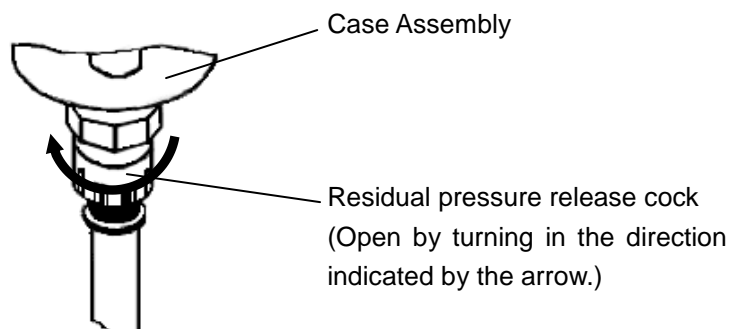 Case Assembly
Residual pressure release cock
(Open by turning in the direction
indicated by the arrow.)